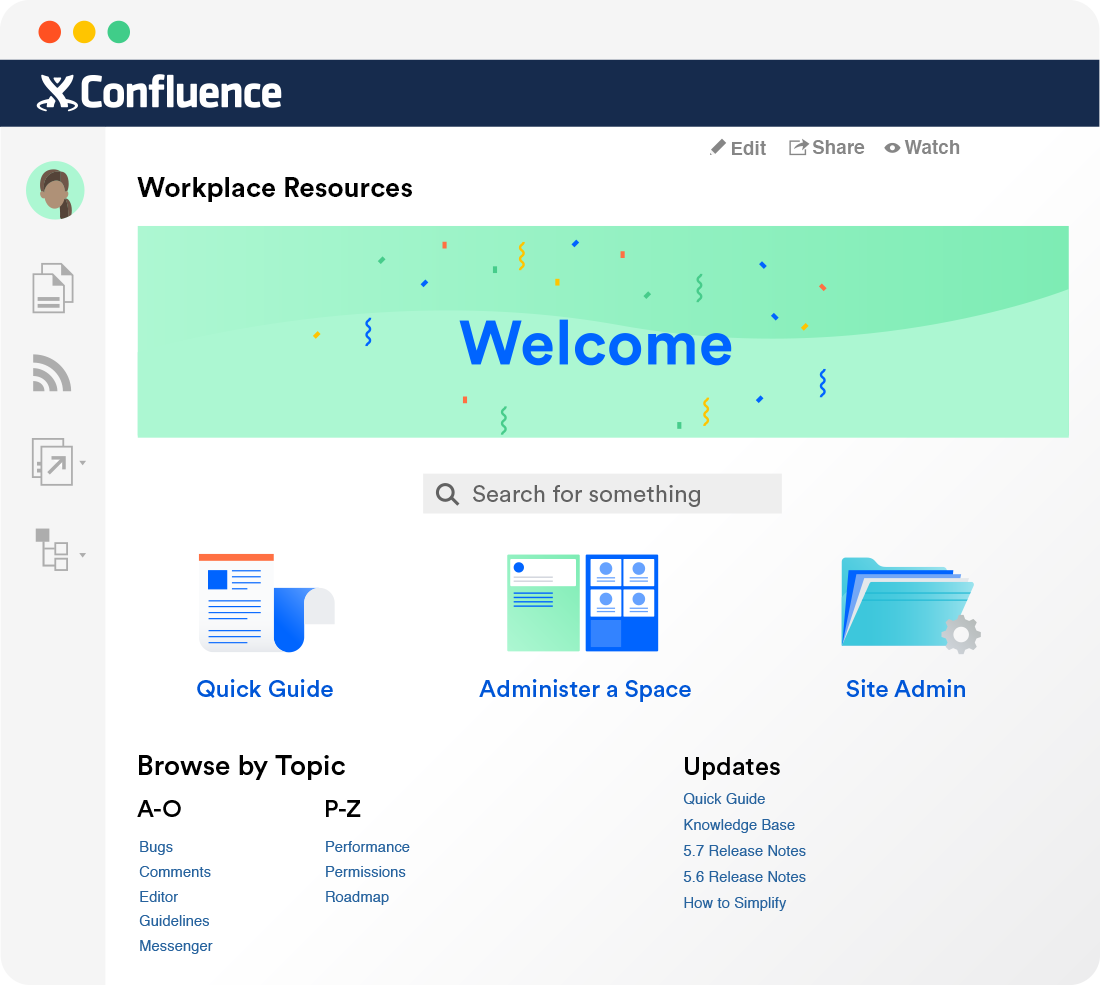 Confluence
Edit Share Watch
Workplace Resources
Welcome
Search for something
Quick Guide
Administer a Space
Site Admin
Browse by Topic
A-O
Bugs
Comments
Editor
Guidelines
Messenger
P-Z
Performance
Permissions
Roadmap
Updates
Quick Guide
Knowledge Base
5.7 Release Notes
5.6 Release Notes
How to Simplify